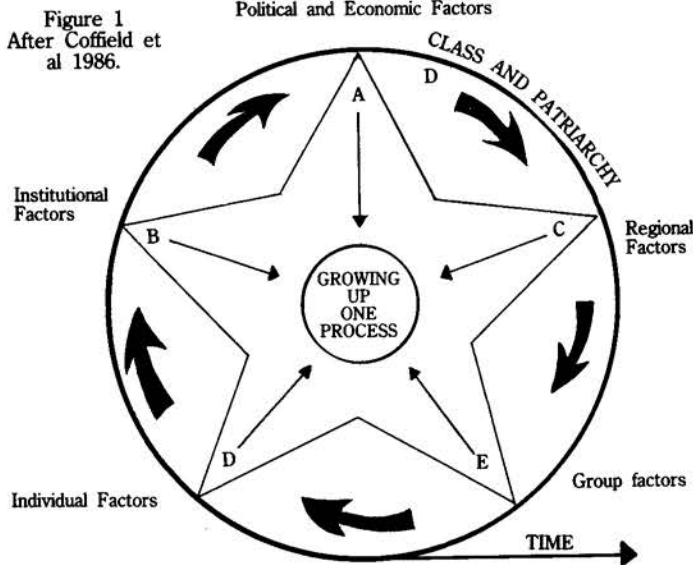 Figure 1
After Coffield et
al 1986.
Political and Economic Factors
CLASS AND PATRIARCHY
D
A
Institutional
Factors
B
C
Regional
Factors
GROWING
UP
ONE
PROCESS
D
E
Individual Factors
Group factors
TIME